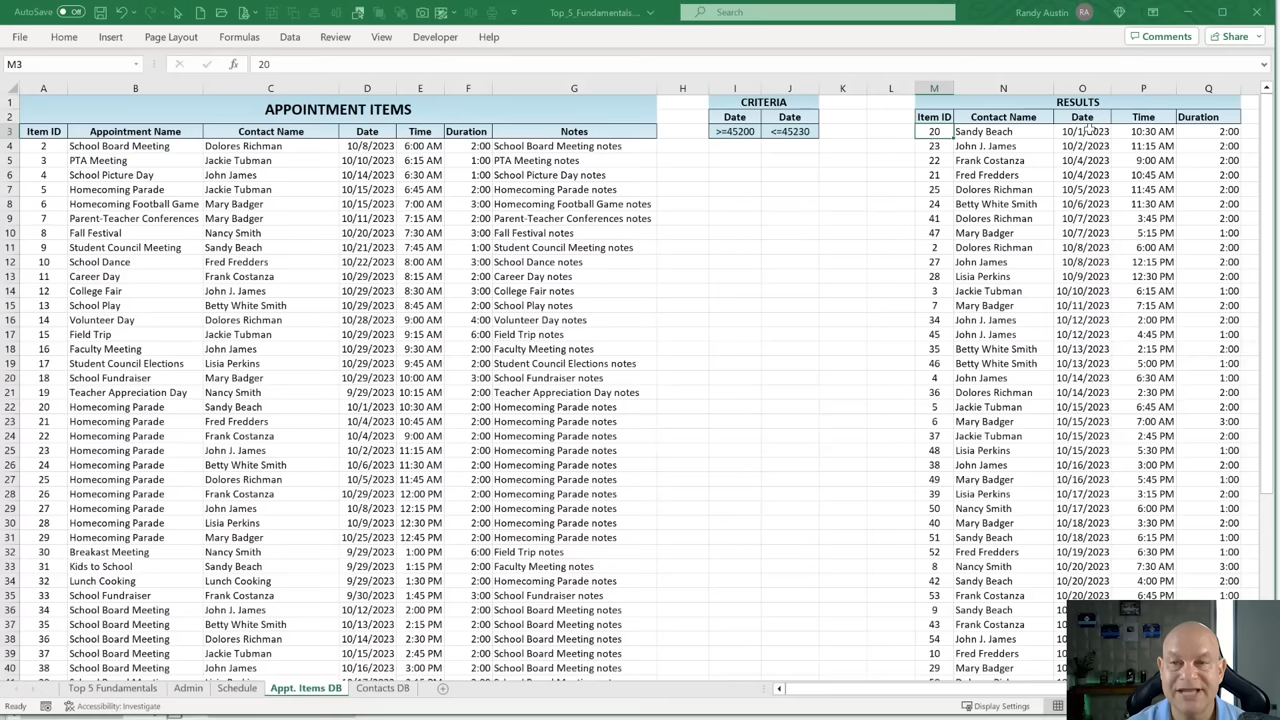 AutoSave Off Top_5_Fundamentals... Search Randy Austin RA
File Home Insert Page Layout Formulas Data Review View Developer Help Comments Share
M3 fx 20
A B C D E F G H I J K L M N O P Q
1 APPOINTMENT ITEMS CRITERIA RESULTS
2 Date Date Item ID Contact Name Date Time Duration
3 Item ID Appointment Name Contact Name Date Time Duration Notes >=45200 <=45230 20 Sandy Beach 10/1/2023 10:30 AM 2:00
4 2 School Board Meeting Dolores Richman 10/8/2023 6:00 AM 2:00 School Board Meeting notes 23 John J. James 10/2/2023 11:15 AM 2:00
5 3 PTA Meeting Jackie Tubman 10/10/2023 6:15 AM 1:00 PTA Meeting notes 22 Frank Costanza 10/4/2023 9:00 AM 2:00
6 4 School Picture Day John James 10/14/2023 6:30 AM 1:00 School Picture Day notes 21 Fred Fredders 10/4/2023 10:45 AM 2:00
7 5 Homecoming Parade Jackie Tubman 10/15/2023 6:45 AM 2:00 Homecoming Parade notes 25 Dolores Richman 10/5/2023 11:45 AM 2:00
8 6 Homecoming Football Game Mary Badger 10/15/2023 7:00 AM 3:00 Homecoming Football Game notes 24 Betty White Smith 10/6/2023 11:30 AM 2:00
9 7 Parent-Teacher Conferences Mary Badger 10/11/2023 7:15 AM 2:00 Parent-Teacher Conferences notes 41 Dolores Richman 10/7/2023 3:45 PM 2:00
10 8 Fall Festival Nancy Smith 10/20/2023 7:30 AM 3:00 Fall Festival notes 47 Mary Badger 10/7/2023 5:15 PM 1:00
11 9 Student Council Meeting Sandy Beach 10/21/2023 7:45 AM 1:00 Student Council Meeting notes 2 Dolores Richman 10/8/2023 6:00 AM 2:00
12 10 School Dance Fred Fredders 10/22/2023 8:00 AM 3:00 School Dance notes 27 John James 10/8/2023 12:15 PM 2:00
13 11 Career Day Frank Costanza 10/29/2023 8:15 AM 2:00 Career Day notes 28 Lisia Perkins 10/9/2023 12:30 PM 2:00
14 12 College Fair John J. James 10/29/2023 8:30 AM 3:00 College Fair notes 3 Jackie Tubman 10/10/2023 6:15 AM 1:00
15 13 School Play Betty White Smith 10/29/2023 8:45 AM 2:00 School Play notes 7 Mary Badger 10/11/2023 7:15 AM 2:00
16 14 Volunteer Day Dolores Richman 10/28/2023 9:00 AM 4:00 Volunteer Day notes 34 John J. James 10/12/2023 2:00 PM 2:00
17 15 Field Trip Jackie Tubman 10/29/2023 9:15 AM 6:00 Field Trip notes 45 John James 10/12/2023 4:45 PM 1:00
18 16 Faculty Meeting John James 10/29/2023 9:30 AM 2:00 Faculty Meeting notes 35 Betty White Smith 10/13/2023 2:15 PM 2:00
19 17 Student Council Elections Lisia Perkins 10/29/2023 9:45 AM 2:00 Student Council Elections notes 46 Betty White Smith 10/13/2023 5:00 PM 1:00
20 18 School Fundraiser Mary Badger 10/29/2023 10:00 AM 3:00 School Fundraiser notes 4 John James 10/14/2023 6:30 AM 1:00
21 19 Teacher Appreciation Day Nancy Smith 9/29/2023 10:15 AM 2:00 Teacher Appreciation Day notes 36 Dolores Richman 10/14/2023 2:30 PM 2:00
22 20 Homecoming Parade Sandy Beach 10/1/2023 10:30 AM 2:00 Homecoming Parade notes 5 Jackie Tubman 10/15/2023 6:45 AM 2:00
23 21 Homecoming Parade Fred Fredders 10/4/2023 10:45 AM 2:00 Homecoming Parade notes 6 Mary Badger 10/15/2023 7:00 AM 3:00
24 22 Homecoming Parade Frank Costanza 10/4/2023 9:00 AM 2:00 Homecoming Parade notes 37 Jackie Tubman 10/15/2023 2:45 PM 2:00
25 23 Homecoming Parade John J. James 10/2/2023 11:15 AM 2:00 Homecoming Parade notes 48 Lisia Perkins 10/15/2023 5:30 PM 1:00
26 24 Homecoming Parade Betty White Smith 10/6/2023 11:30 AM 2:00 Homecoming Parade notes 38 John James 10/16/2023 3:00 PM 2:00
27 25 Homecoming Parade Dolores Richman 10/5/2023 11:45 AM 2:00 Homecoming Parade notes 49 Mary Badger 10/16/2023 5:45 PM 1:00
28 26 Homecoming Parade Frank Costanza 10/29/2023 12:00 PM 2:00 Homecoming Parade notes 39 Lisia Perkins 10/17/2023 3:15 PM 2:00
29 27 Homecoming Parade John James 10/8/2023 12:15 PM 2:00 Homecoming Parade notes 50 Nancy Smith 10/17/2023 6:00 PM 1:00
30 28 Homecoming Parade Lisia Perkins 10/9/2023 12:30 PM 2:00 Homecoming Parade notes 40 Mary Badger 10/18/2023 3:30 PM 2:00
31 29 Homecoming Parade Mary Badger 10/25/2023 12:45 PM 2:00 Homecoming Parade notes 51 Sandy Beach 10/18/2023 6:15 PM 1:00
32 30 Breakast Meeting Nancy Smith 9/29/2023 1:00 PM 6:00 Field Trip notes 52 Fred Fredders 10/19/2023 6:30 PM 1:00
33 31 Kids to School Sandy Beach 9/29/2023 1:15 PM 2:00 Faculty Meeting notes 8 Nancy Smith 10/20/2023 7:30 AM 3:00
34 32 Lunch Cooking Lunch Cooking 9/29/2023 1:30 PM 2:00 Homecoming Parade notes 42 Sandy Beach 10/20/2023 4:00 PM 2:00
35 33 School Fundraiser Frank Costanza 9/30/2023 1:45 PM 3:00 School Fundraiser notes 53 Frank Costanza 10/20/2023 6:45 PM 1:00
36 34 School Board Meeting John J. James 10/12/2023 2:00 PM 2:00 School Board Meeting notes 9 Sandy Beach
37 35 School Board Meeting Betty White Smith 10/13/2023 2:15 PM 2:00 School Board Meeting notes 43 Frank Costanza
38 36 School Board Meeting Dolores Richman 10/14/2023 2:30 PM 2:00 School Board Meeting notes 54 John J. James
39 37 School Board Meeting Jackie Tubman 10/15/2023 2:45 PM 2:00 School Board Meeting notes 10 Fred Fredders
40 38 School Board Meeting John James 10/16/2023 3:00 PM 2:00 School Board Meeting notes 29 Mary Badger
Top 5 Fundamentals Admin Schedule Appt. Items DB Contacts DB
Ready Accessibility: Investigate Display Settings